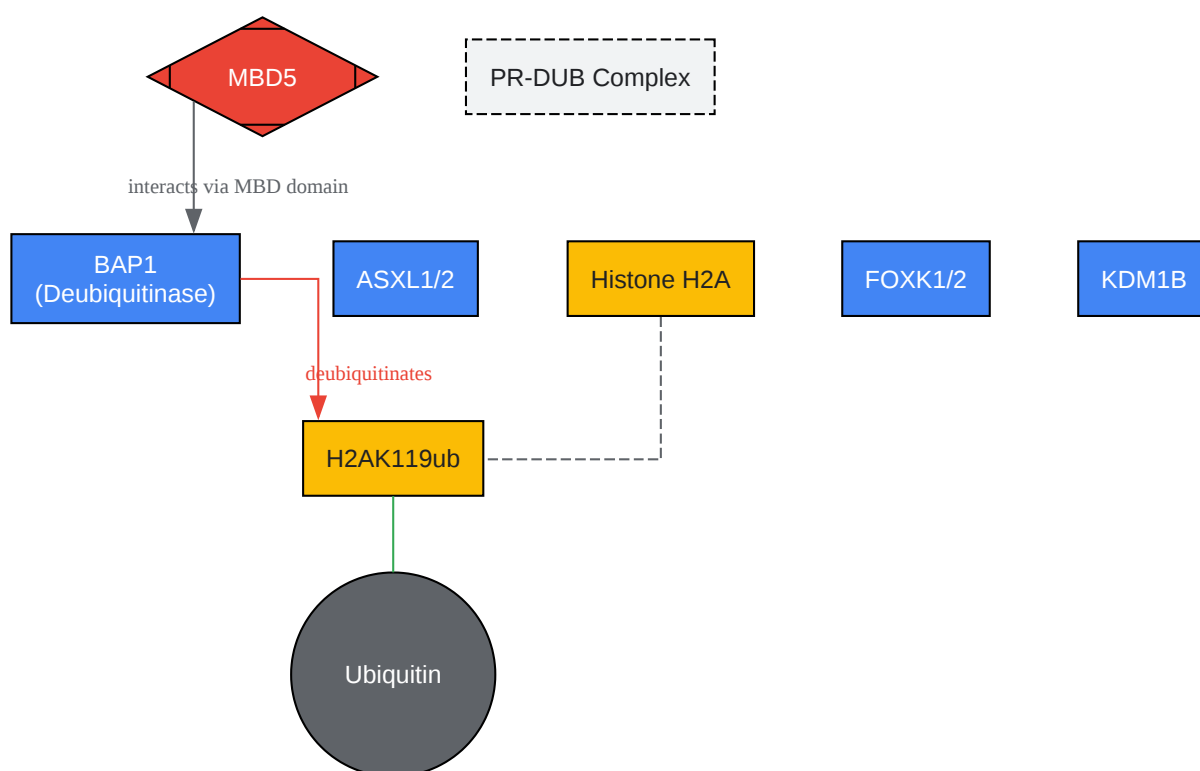 MBD5
PR-DUB Complex
interacts via MBD domain
BAP1
(Deubiquitinase)
ASXL1/2
Histone H2A
FOXK1/2
KDM1B
deubiquitinates
H2AK119ub
Ubiquitin